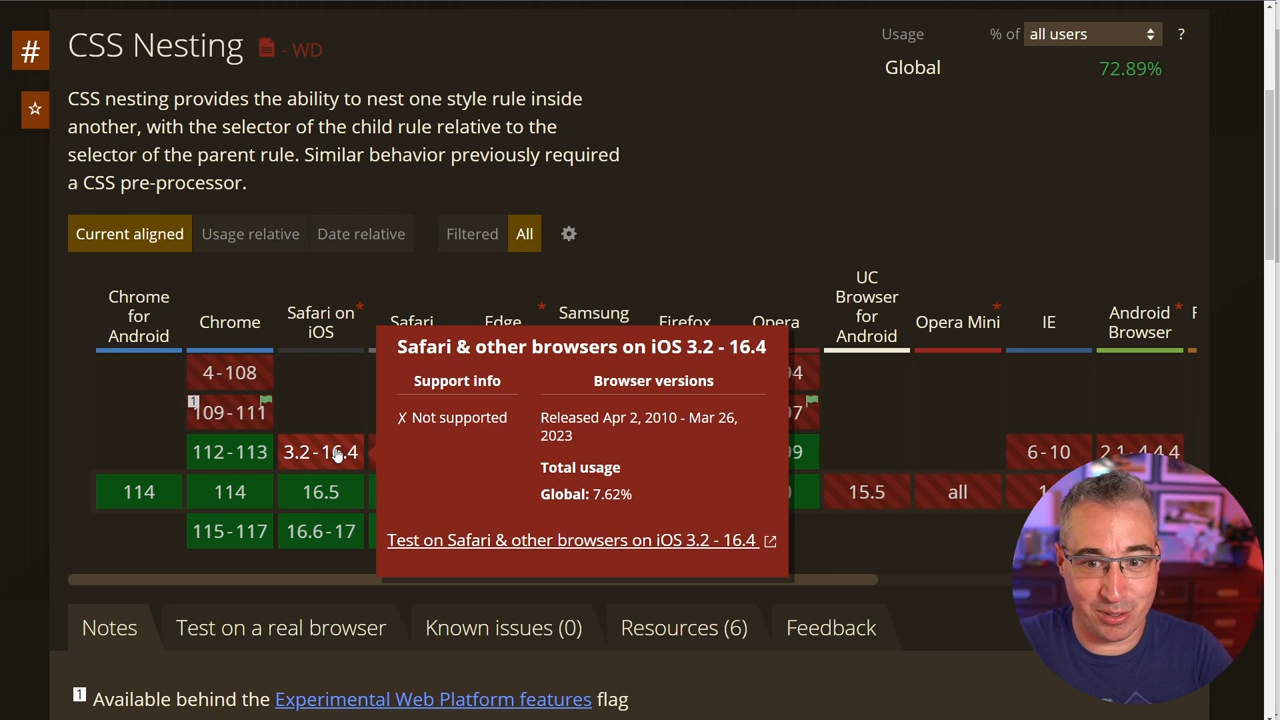 #
CSS Nesting - WD
Usage % of all users ?
Global 72.89%
CSS nesting provides the ability to nest one style rule inside
another, with the selector of the child rule relative to the
selector of the parent rule. Similar behavior previously required
a CSS pre-processor.
Current aligned Usage relative Date relative Filtered All
Chrome for Android
Chrome
Safari on iOS *
Safari
Edge *
Samsung
Firefox
Opera
UC Browser for Android
Opera Mini *
IE
Android Browser *
F
4-108
1 109-111
112-113 3.2-16.4 6-10 2.1-4.4.4
114 114 16.5 15.5 all
115-117 16.6-17
Safari & other browsers on iOS 3.2 - 16.4
Support info Browser versions
X Not supported Released Apr 2, 2010 - Mar 26,
2023
Total usage
Global: 7.62%
Test on Safari & other browsers on iOS 3.2 - 16.4
Notes Test on a real browser Known issues (0) Resources (6) Feedback
1 Available behind the Experimental Web Platform features flag